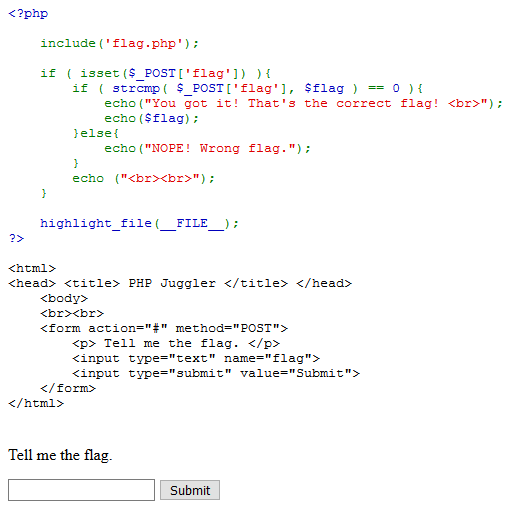 <?php
include('flag.php');
if ( isset($_POST['flag']) ){
if ( strcmp( $_POST['flag'], $flag ) == 0 ){
echo("You got it! That's the correct flag! <br>");
echo($flag);
}else{
echo("NOPE! Wrong flag.");
}
echo ("<br><br>");
}
highlight_file(__FILE__);
?>
<html>
<head> <title> PHP Juggler </title> </head>
<body>
<br><br>
<form action="#" method="POST">
<p> Tell me the flag. </p>
<input type="text" name="flag">
<input type="submit" value="Submit">
</form>
</html>
Tell me the flag.
Submit